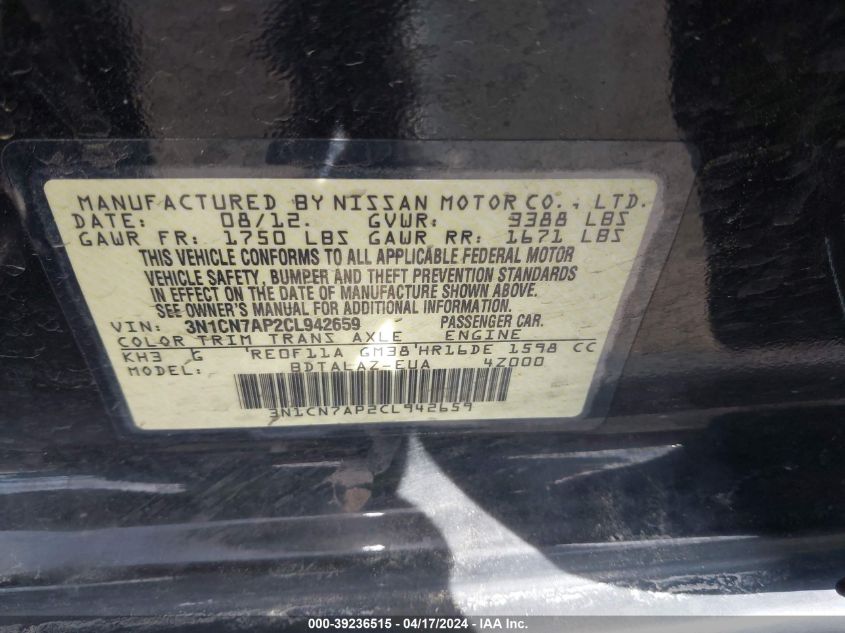 MANUFACTURED BY NISSAN MOTOR CO., LTD.
DATE: 08/12. GVWR: 3388 LBS
GAWR FR: 1750 LBS GAWR RR: 1671 LBS
THIS VEHICLE CONFORMS TO ALL APPLICABLE FEDERAL MOTOR
VEHICLE SAFETY, BUMPER AND THEFT PREVENTION STANDARDS
IN EFFECT ON THE DATE OF MANUFACTURE SHOWN ABOVE.
SEE OWNER'S MANUAL FOR ADDITIONAL INFORMATION.
VIN: 3N1CN7AP2CL942659 PASSENGER CAR.
COLOR TRIM TRANS AXLE ENGINE
KH3 G RE0F11A GM38 HR16DE 1598 CC
MODEL: BDTALAZ-EUA 4Z000
3N1CN7AP2CL942659
000-39236515 - 04/17/2024 - IAA Inc.